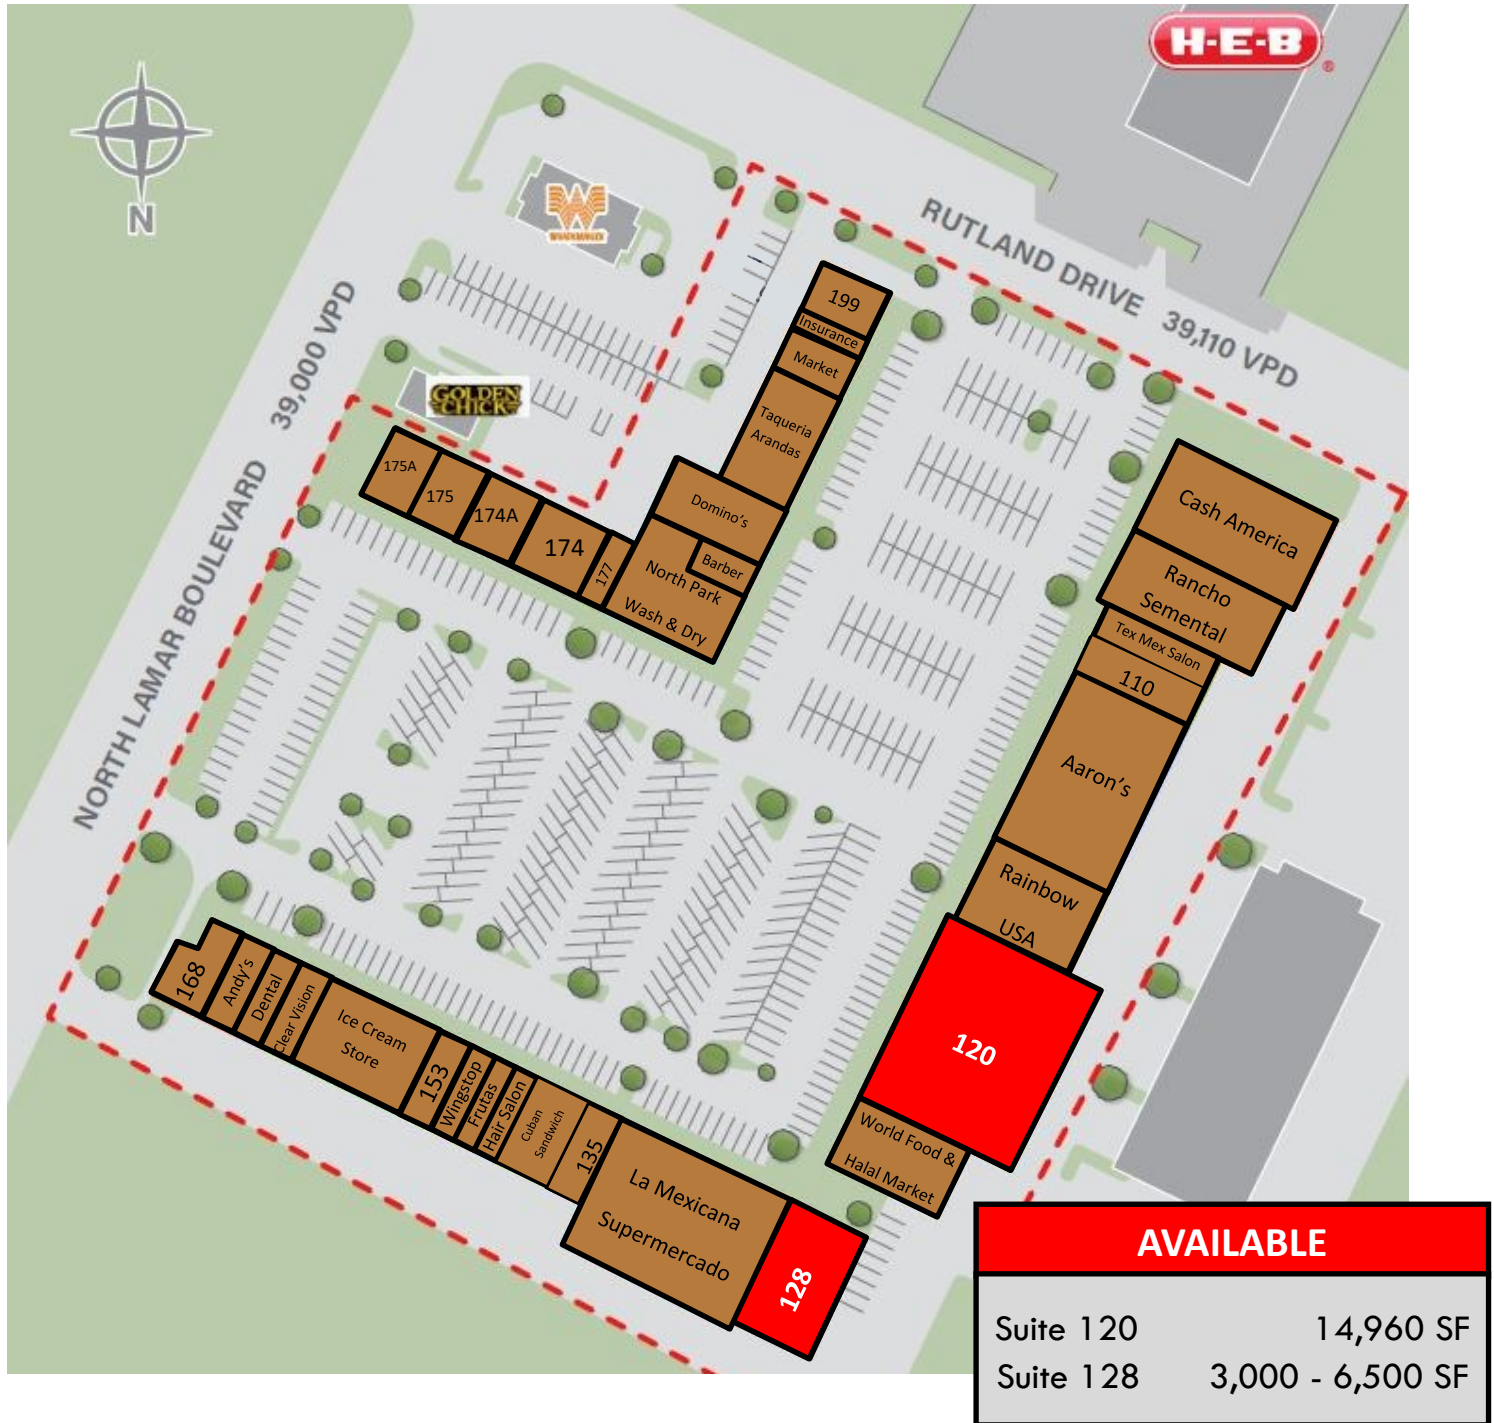 H-E-B
®
N
W
WHATABURGER
RUTLAND DRIVE 39,110 VPD
NORTH LAMAR BOULEVARD 39,000 VPD
GOLDEN
CHICK
199
Insurance
Market
Taqueria
Arandas
Domino's
Barber
North Park
Wash & Dry
175A
175
174A
174
177
Cash America
Rancho
Semental
Tex Mex Salon
110
Aaron's
Rainbow
USA
120
World Food &
Halal Market
168
Andy's
Dental
Clear Vision
Ice Cream
Store
153
Wingstop
Frutas
Hair Salon
Cuban
Sandwich
135
La Mexicana
Supermercado
128
AVAILABLE
Suite 120 14,960 SF
Suite 128 3,000 - 6,500 SF